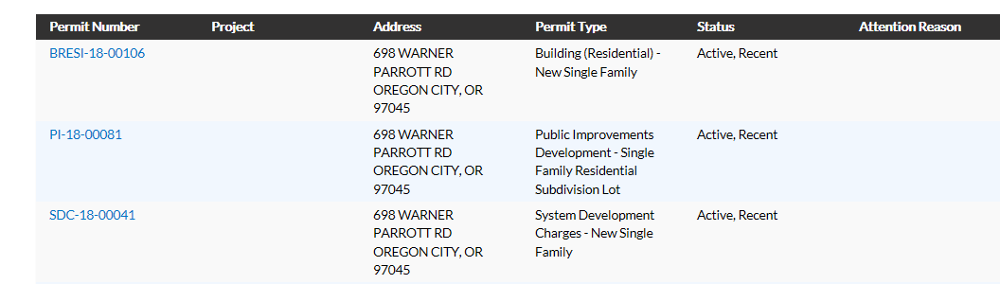 Permit Number Project Address Permit Type Status Attention Reason
BRESI-18-00106 698 WARNER Building (Residential) - Active, Recent
PARROTT RD New Single Family
OREGON CITY, OR
97045
PI-18-00081 698 WARNER Public Improvements Active, Recent
PARROTT RD Development - Single
OREGON CITY, OR Family Residential
97045 Subdivision Lot
SDC-18-00041 698 WARNER System Development Active, Recent
PARROTT RD Charges - New Single
OREGON CITY, OR Family
97045